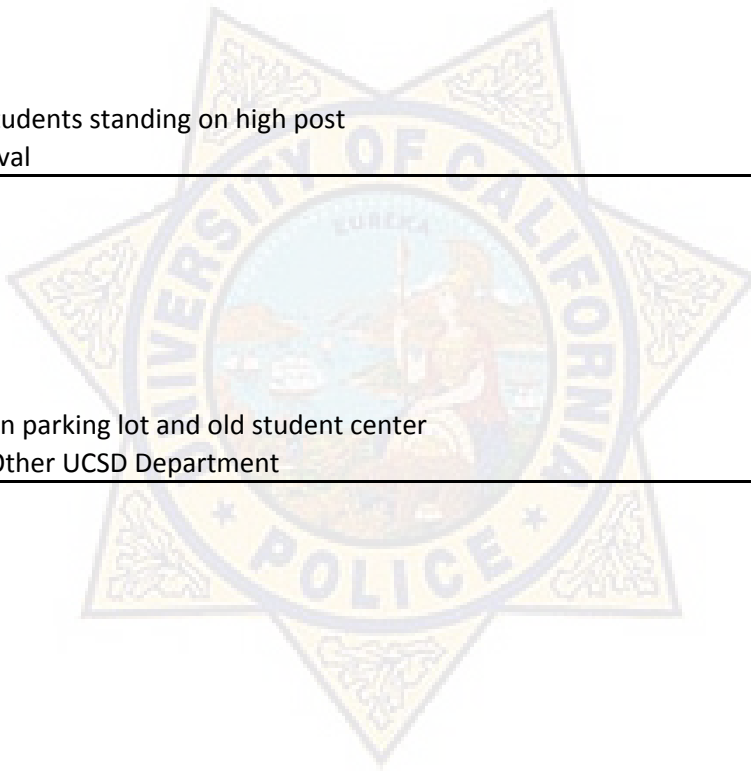 udents standing on high post
val
n parking lot and old student center
Other UCSD Department
UNIVERSITY OF CALIFORNIA
EUREKA
POLICE